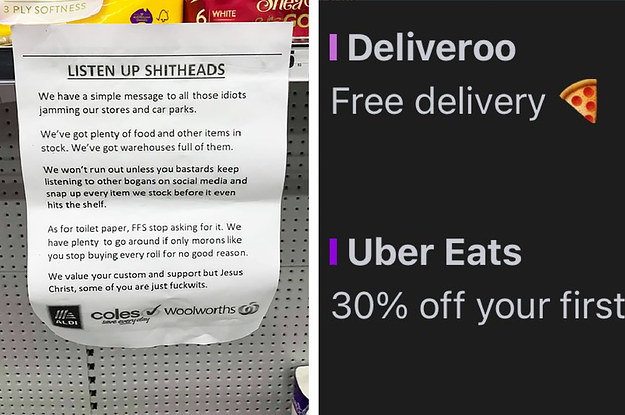 3 PLY SOFTNESS
6 WHITE
LISTEN UP SHITHEADS
We have a simple message to all those idiots
jamming our stores and car parks.
We've got plenty of food and other items in
stock. We've got warehouses full of them.
We won't run out unless you bastards keep
listening to other bogans on social media and
snap up every item we stock before it even
hits the shelf.
As for toilet paper, FFS stop asking for it. We
have plenty to go around if only morons like
you stop buying every roll for no good reason.
We value your custom and support but Jesus
Christ, some of you are just fuckwits.
ALDI
coles
save every day
Woolworths
Deliveroo
Free delivery 🍕
Uber Eats
30% off your first